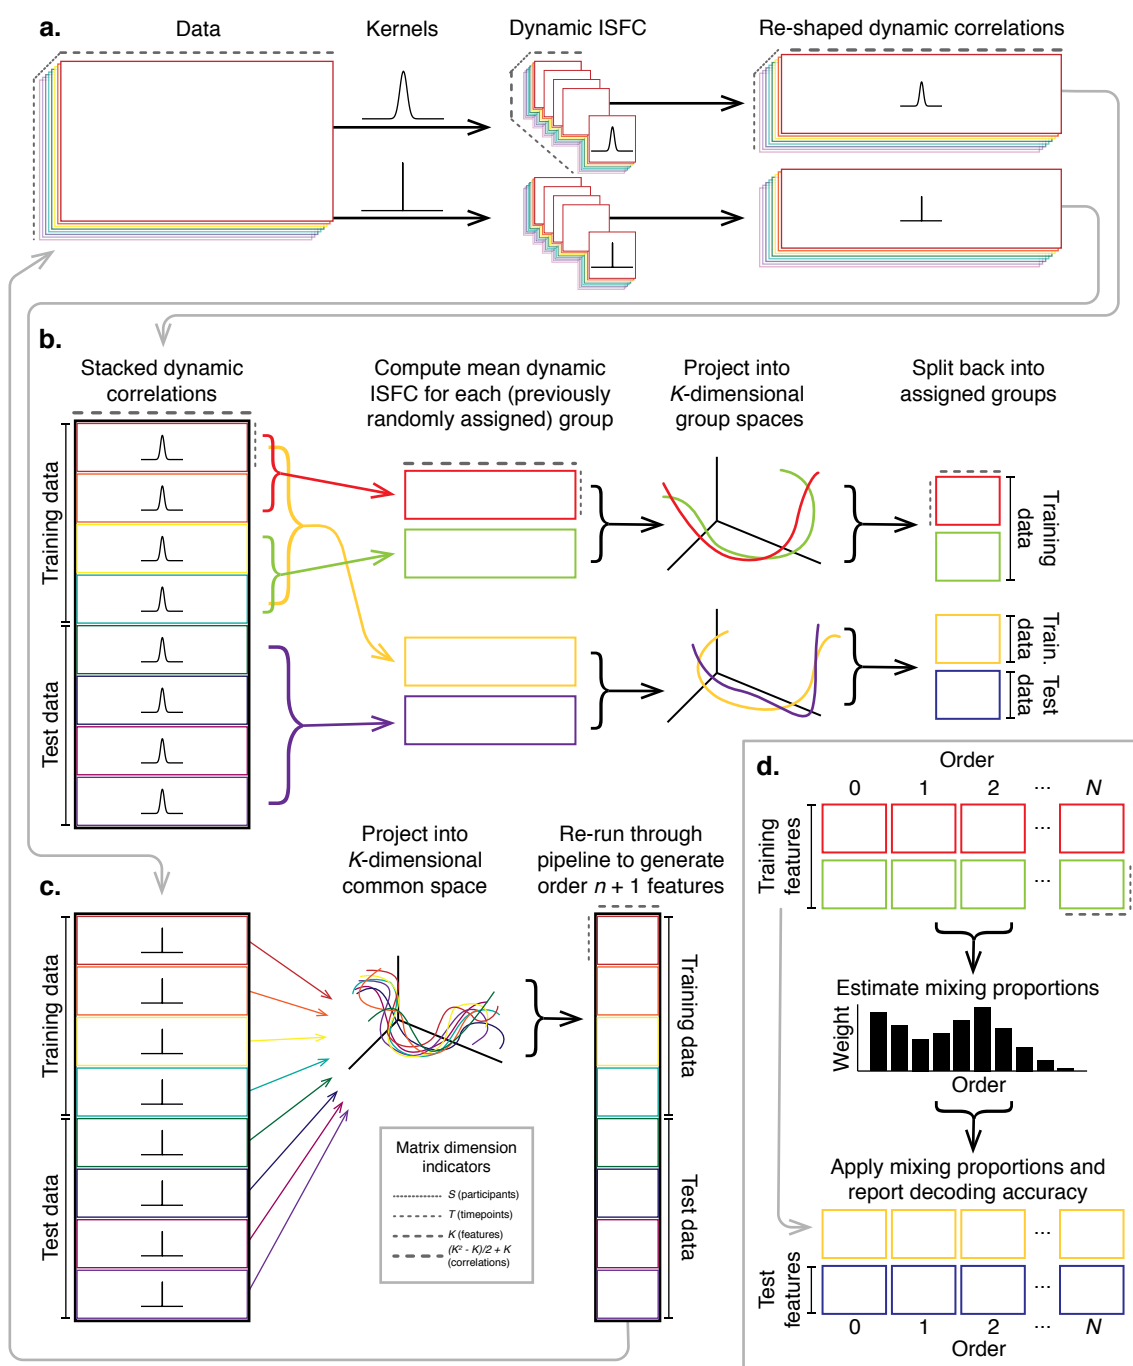 a.
Data
Kernels
Dynamic ISFC
Re-shaped dynamic correlations
b.
Stacked dynamic
correlations
Compute mean dynamic
ISFC for each (previously
randomly assigned) group
Project into
K-dimensional
group spaces
Split back into
assigned groups
Training data
Test data
Training
data
Train.
data
Test
data
c.
Project into
K-dimensional
common space
Re-run through
pipeline to generate
order n + 1 features
Training data
Test data
Training data
Test data
Matrix dimension
indicators
S (participants)
T (timepoints)
K (features)
(K² - K)/2 + K
(correlations)
d.
Order
0 1 2 ... N
Training
features
Estimate mixing proportions
Weight
Order
Apply mixing proportions and
report decoding accuracy
Test
features
0 1 2 ... N
Order